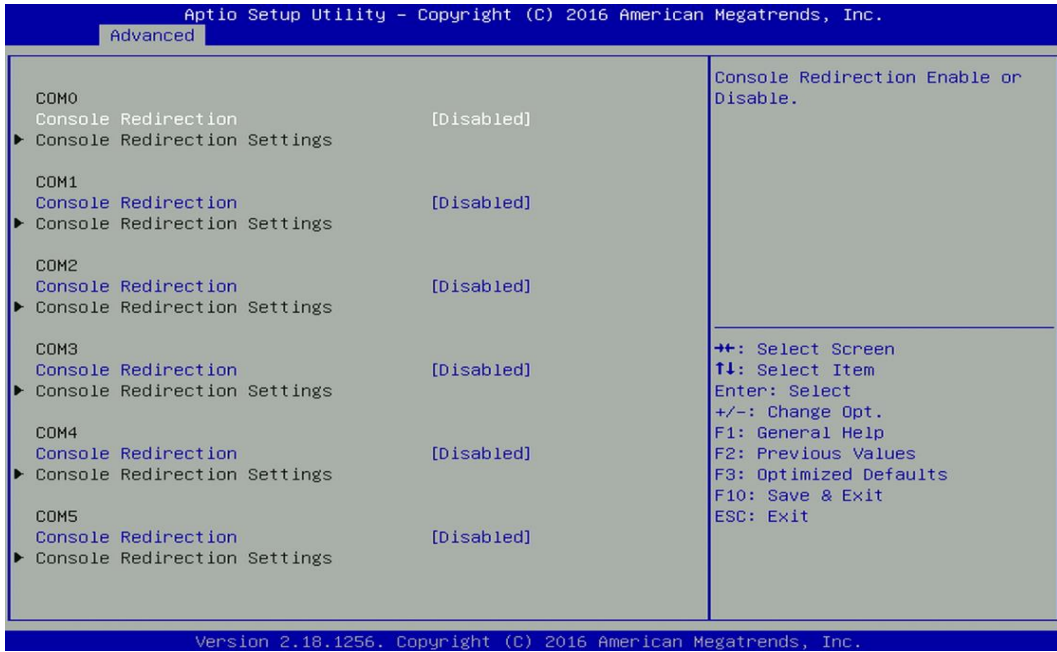 Aptio Setup Utility – Copyright (C) 2016 American Megatrends, Inc.
Advanced
COM0
Console Redirection [Disabled]
▶ Console Redirection Settings
COM1
Console Redirection [Disabled]
▶ Console Redirection Settings
COM2
Console Redirection [Disabled]
▶ Console Redirection Settings
COM3
Console Redirection [Disabled]
▶ Console Redirection Settings
COM4
Console Redirection [Disabled]
▶ Console Redirection Settings
COM5
Console Redirection [Disabled]
▶ Console Redirection Settings
Console Redirection Enable or
Disable.
→←: Select Screen
↑↓: Select Item
Enter: Select
+/-: Change Opt.
F1: General Help
F2: Previous Values
F3: Optimized Defaults
F10: Save & Exit
ESC: Exit
Version 2.18.1256. Copyright (C) 2016 American Megatrends, Inc.